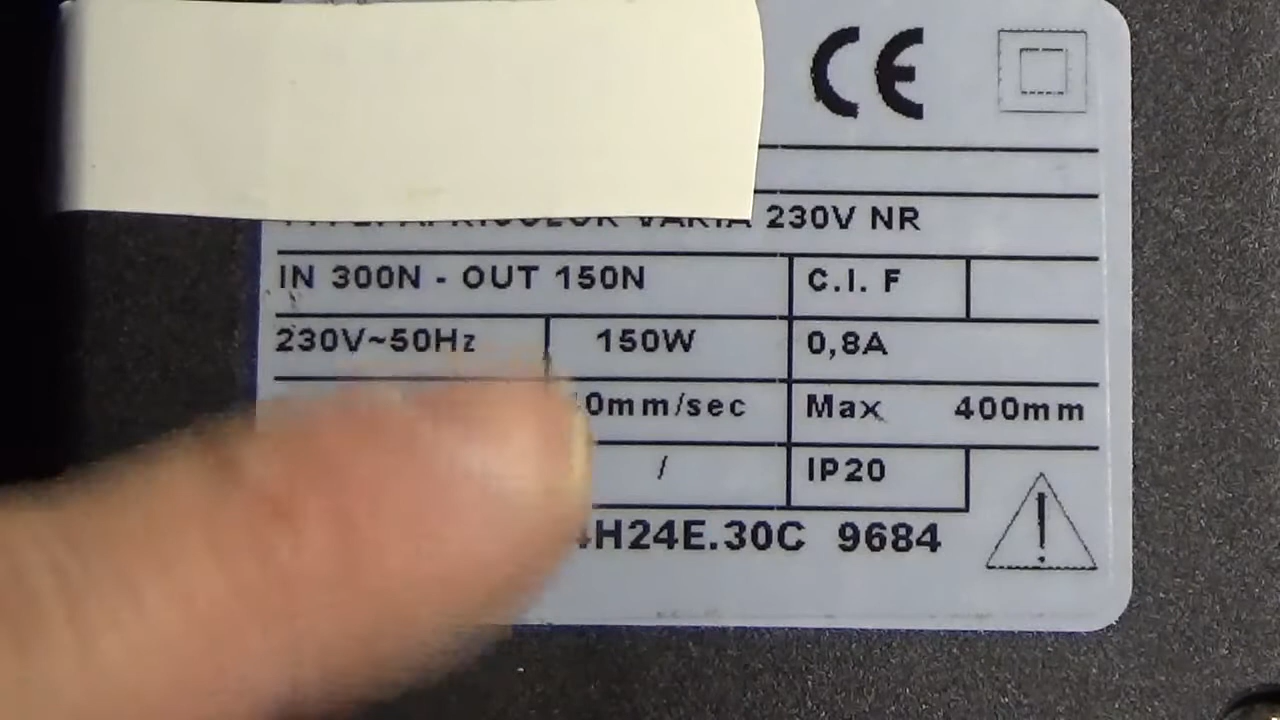 CE
230V NR
IN 300N - OUT 150N C.I. F
230V~50Hz 150W 0,8A
0mm/sec Max 400mm
/ IP20
H24E.30C 9684